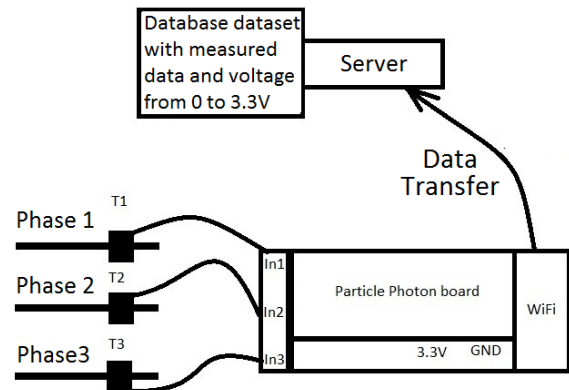 Database dataset
with measured
data and voltage
from 0 to 3.3V
Server
Data
Transfer
T1
Phase 1
T2
Phase 2
T3
Phase3
In1
In2
In3
Particle Photon board
3.3V GND
WiFi